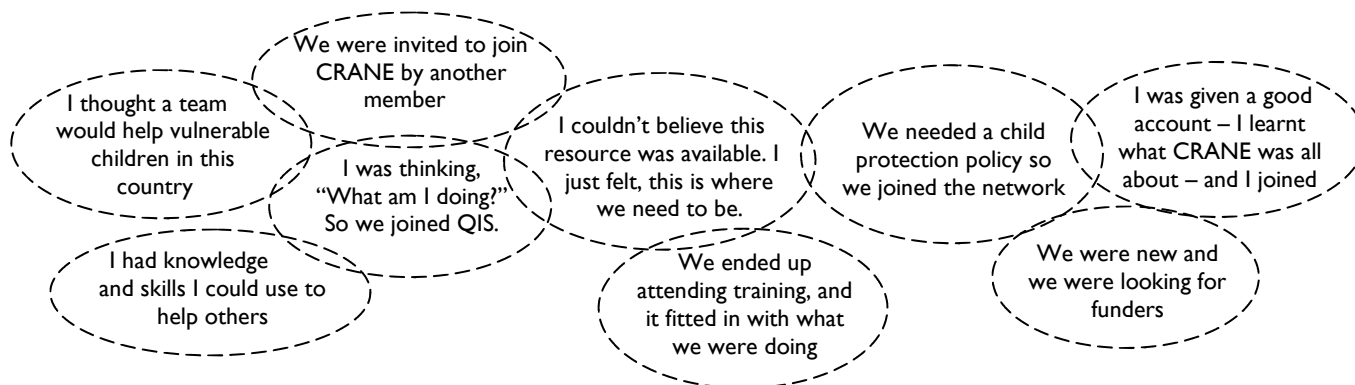 We were invited to join
CRANE by another
member
I thought a team
would help vulnerable
children in this
country
I was thinking,
“What am I doing?”
So we joined QIS.
I had knowledge
and skills I could use to
help others
I couldn’t believe this
resource was available. I
just felt, this is where
we need to be.
We ended up
attending training, and
it fitted in with what
we were doing
We needed a child
protection policy so
we joined the network
I was given a good
account – I learnt
what CRANE was all
about – and I joined
We were new and
we were looking for
funders